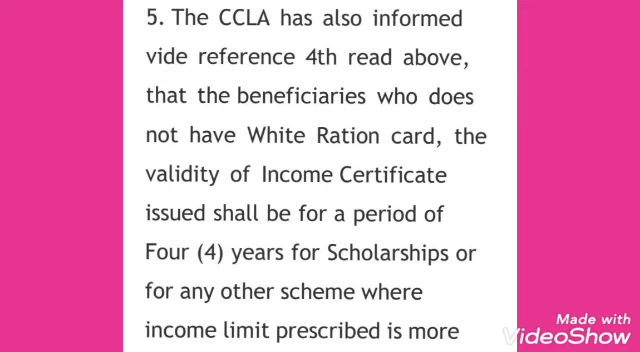 5. The CCLA has also informed
vide reference 4th read above,
that the beneficiaries who does
not have White Ration card, the
validity of Income Certificate
issued shall be for a period of
Four (4) years for Scholarships or
for any other scheme where
income limit prescribed is more
Made with
VideoShow